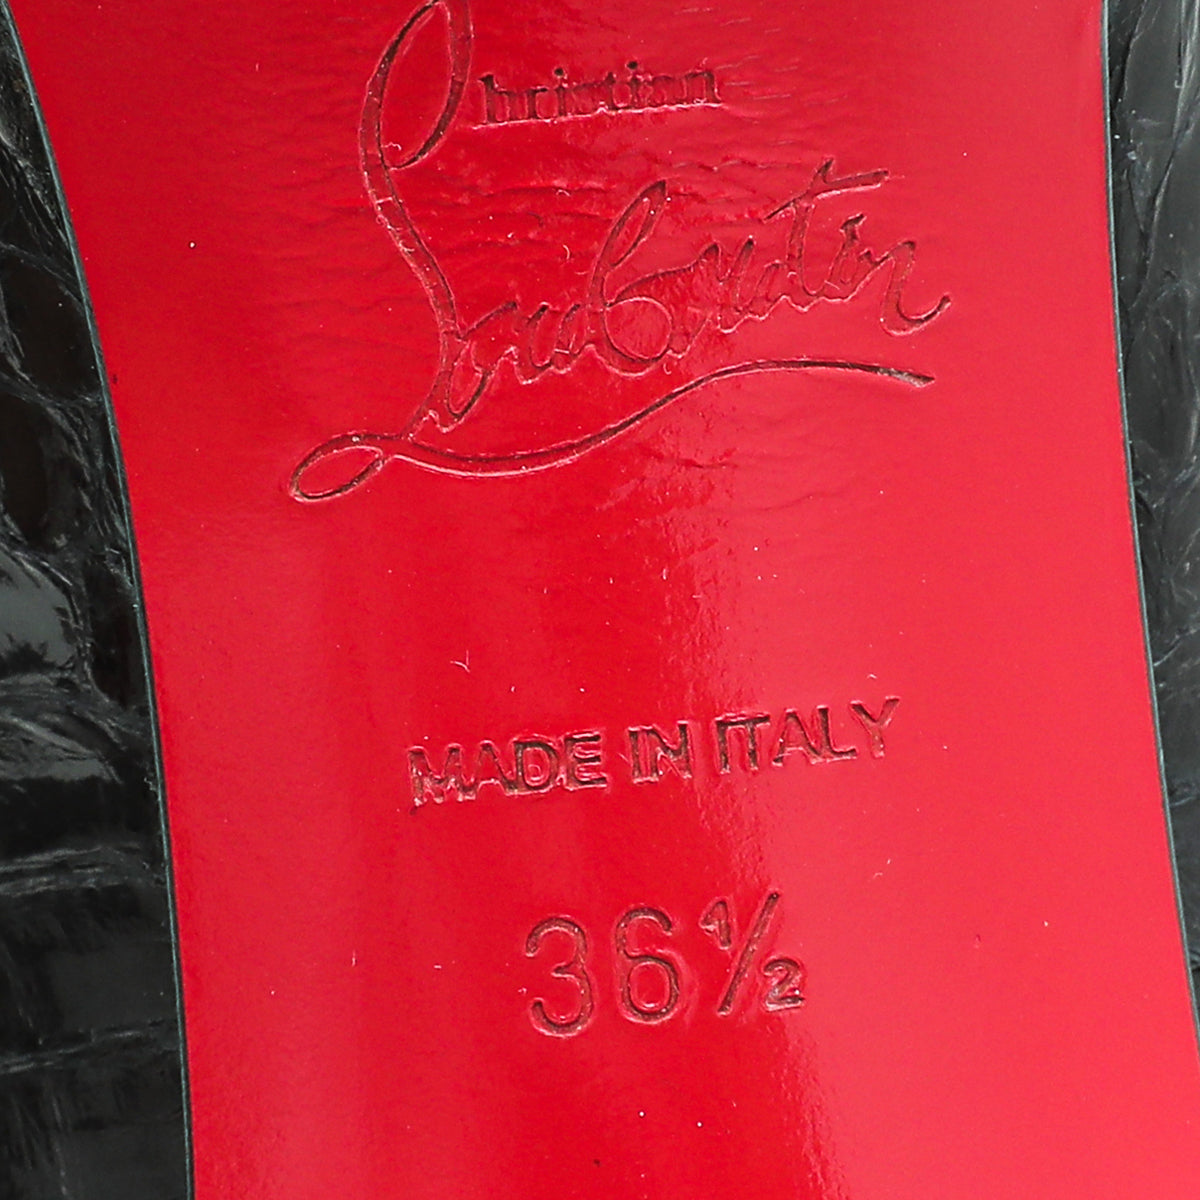 Christian
Louboutin
MADE IN ITALY
36½